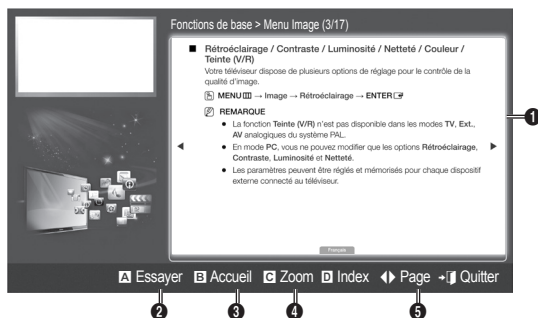 Fonctions de base > Menu Image (3/17)
■ Rétroéclairage / Contraste / Luminosité / Netteté / Couleur /
Teinte (V/R)
Votre téléviseur dispose de plusieurs options de réglage pour le contrôle de la
qualité d'image.
MENU → Image → Rétroéclairage → ENTER
REMARQUE
● La fonction Teinte (V/R) n'est pas disponible dans les modes TV, Ext.,
AV analogiques du système PAL.
● En mode PC, vous ne pouvez modifier que les options Rétroéclairage,
Contraste, Luminosité et Netteté.
● Les paramètres peuvent être réglés et mémorisés pour chaque dispositif
externe connecté au téléviseur.
Français
A Essayer B Accueil C Zoom D Index ◀▶ Page Quitter
1
2 3 4 5